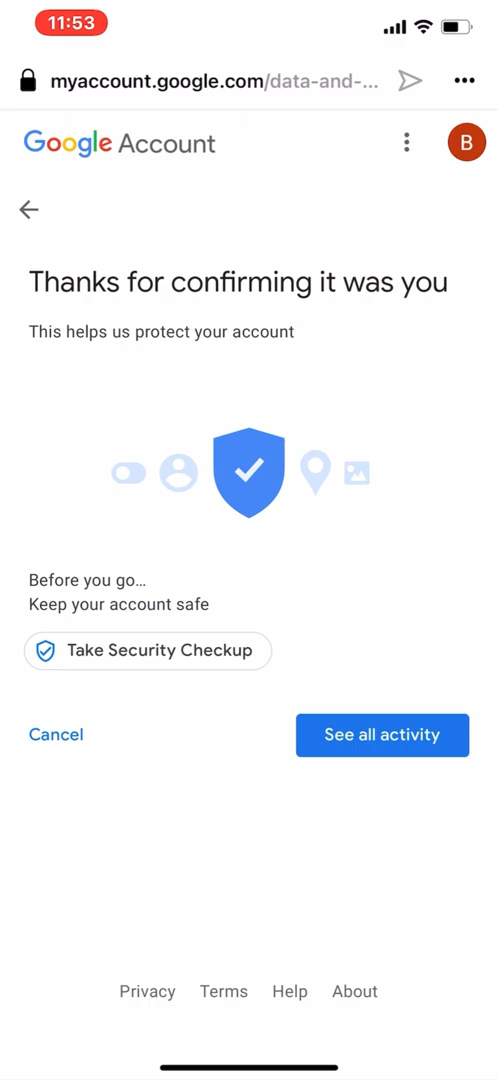 11:53
myaccount.google.com/data-and-...
Google Account
B
Thanks for confirming it was you
This helps us protect your account
Before you go...
Keep your account safe
Take Security Checkup
Cancel
See all activity
Privacy Terms Help About